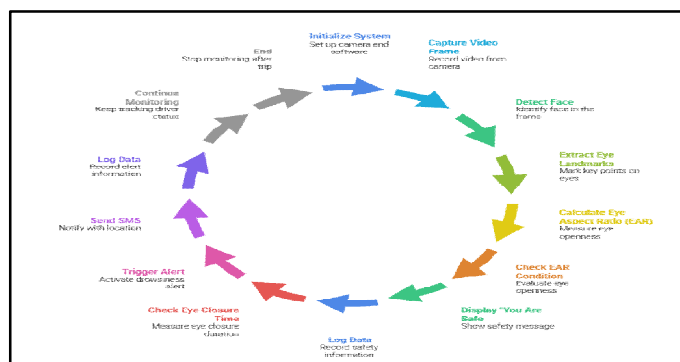 Initialize System
Set up camera end
software
Capture Video
Frame
Record video from
camera
Detect Face
Identify face in the
frame
Extract Eye
Landmarks
Mark key points on
eyes
Calculate Eye
Aspect Ratio (EAR)
Measure eye
openness
Check EAR
Condition
Evaluate eye
openness
Display "You Are
Safe
Show safety message
Log Data
Record safety
information
Check Eye Closure
Time
Measure eye closure
duration
Trigger Alert
Activate drowsiness
alert
Send SMS
Notify with location
Log Data
Record alert
information
Continue
Monitoring
Keep tracking driver
status
End
Stop monitoring after
trip